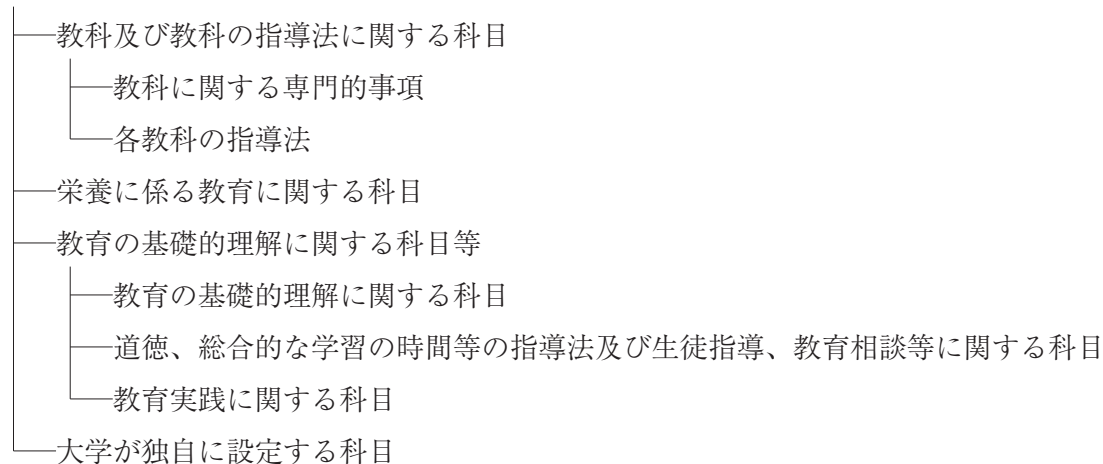 教科及び教科の指導法に関する科目
教科に関する専門的事項
各教科の指導法
栄養に係る教育に関する科目
教育の基礎的理解に関する科目等
教育の基礎的理解に関する科目
道徳、総合的な学習の時間等の指導法及び生徒指導、教育相談等に関する科目
教育実践に関する科目
大学が独自に設定する科目